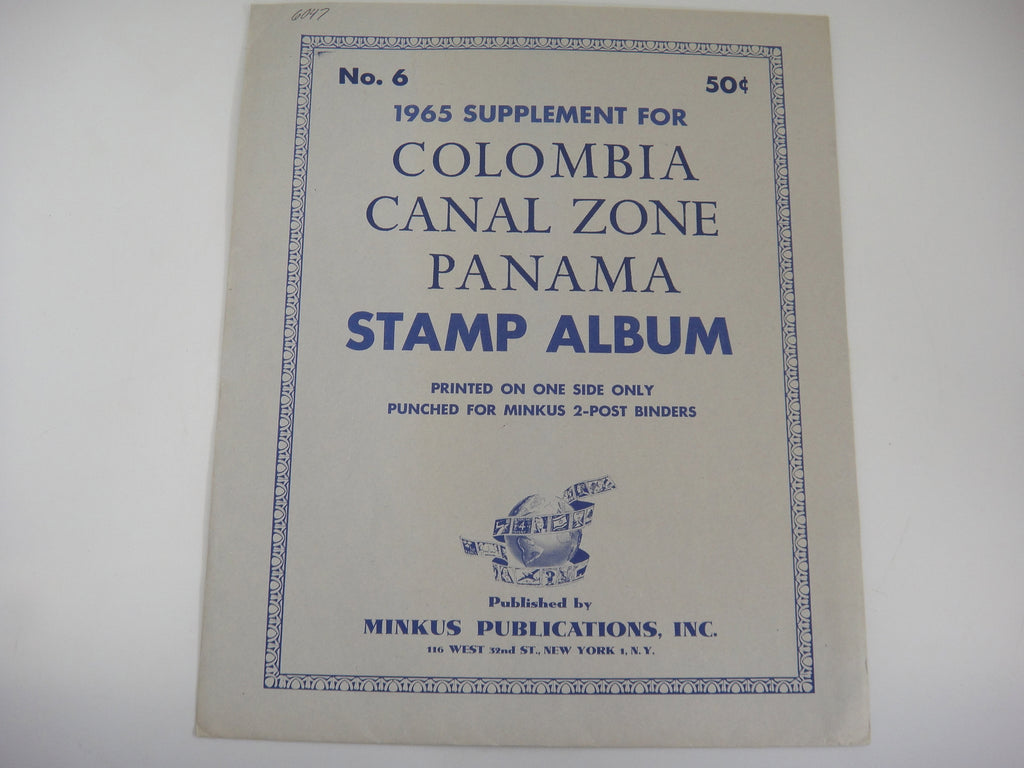 6047
No. 6
50¢
1965 SUPPLEMENT FOR
COLOMBIA
CANAL ZONE
PANAMA
STAMP ALBUM
PRINTED ON ONE SIDE ONLY
PUNCHED FOR MINKUS 2-POST BINDERS
Published by
MINKUS PUBLICATIONS, INC.
116 WEST 32nd ST., NEW YORK 1, N. Y.